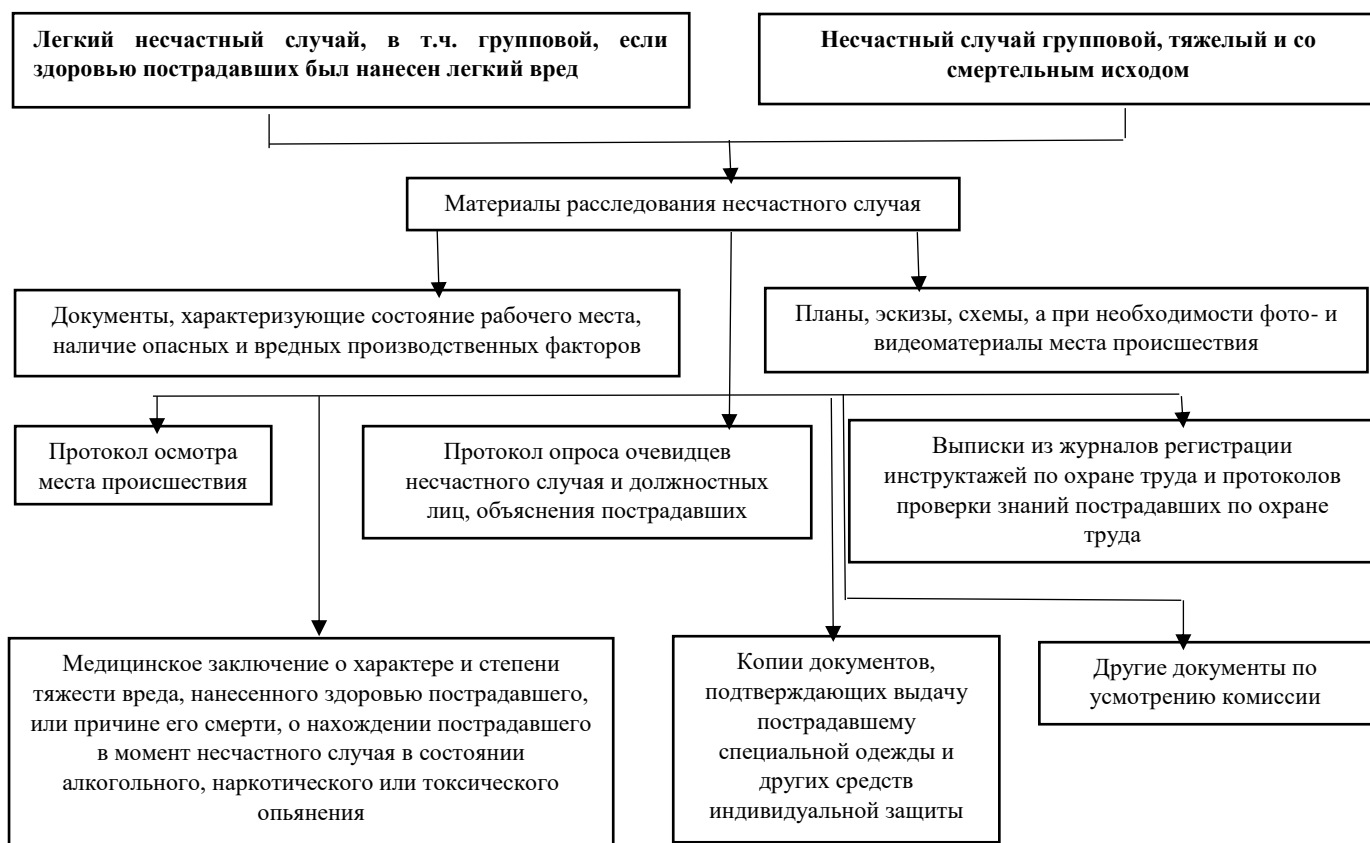 Легкий несчастный случай, в т.ч. групповой, если
здоровью пострадавших был нанесен легкий вред
Несчастный случай групповой, тяжелый и со
смертельным исходом
Материалы расследования несчастного случая
Документы, характеризующие состояние рабочего места,
наличие опасных и вредных производственных факторов
Планы, эскизы, схемы, а при необходимости фото- и
видеоматериалы места происшествия
Протокол осмотра
места происшествия
Протокол опроса очевидцев
несчастного случая и должностных
лиц, объяснения пострадавших
Выписки из журналов регистрации
инструктажей по охране труда и протоколов
проверки знаний пострадавших по охране
труда
Медицинское заключение о характере и степени
тяжести вреда, нанесенного здоровью пострадавшего,
или причине его смерти, о нахождении пострадавшего
в момент несчастного случая в состоянии
алкогольного, наркотического или токсического
опьянения
Копии документов,
подтверждающих выдачу
пострадавшему
специальной одежды и
других средств
индивидуальной защиты
Другие документы по
усмотрению комиссии